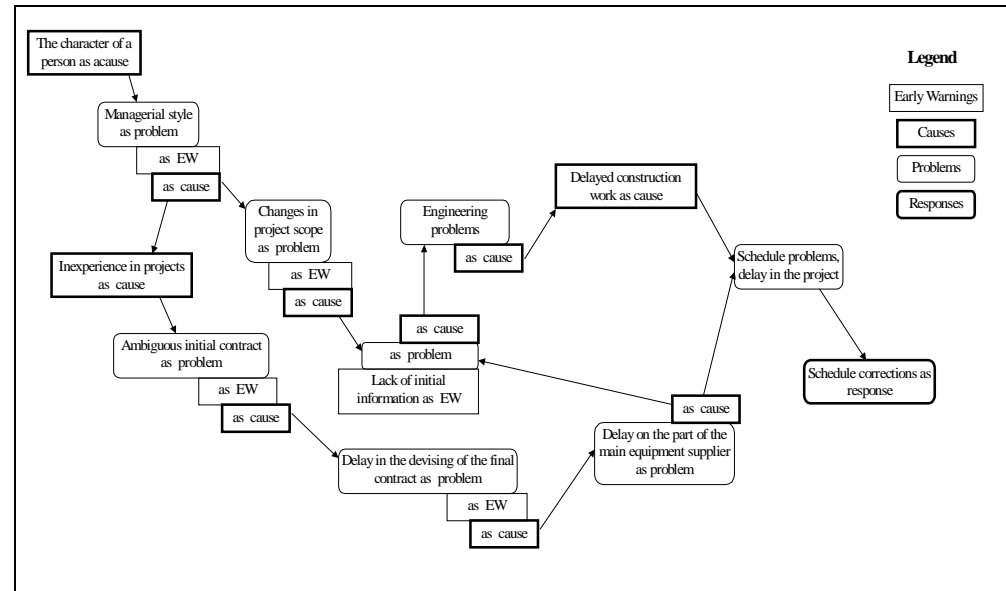 The character of a
person as acause
Managerial style
as problem
as EW
as cause
Inexperience in projects
as cause
Ambiguous initial contract
as problem
as EW
as cause
Changes in
project scope
as problem
as EW
as cause
Engineering
problems
as cause
as cause
as problem
Lack of initial
information as EW
Delay in the devising of the final
contract as problem
as EW
as cause
Delayed construction
work as cause
as cause
Delay on the part of the
main equipment supplier
as problem
Schedule problems,
delay in the project
Schedule corrections as
response
Legend
Early Warnings
Causes
Problems
Responses